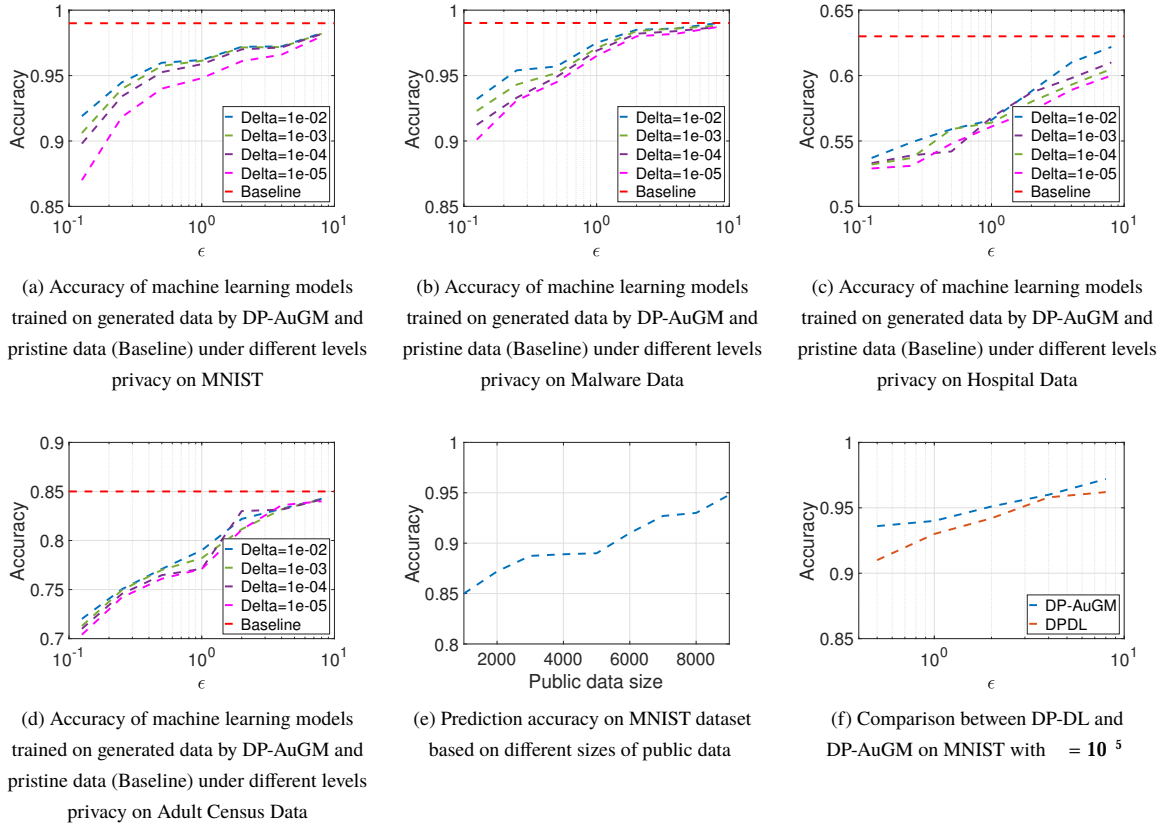 1
0.95
0.9
0.85
Accuracy
10^-1
10^0
10^1
ϵ
Delta=1e-02
Delta=1e-03
Delta=1e-04
Delta=1e-05
Baseline
(a) Accuracy of machine learning models
trained on generated data by DP-AuGM and
pristine data (Baseline) under different levels
privacy on MNIST
1
0.95
0.9
0.85
Accuracy
10^-1
10^0
10^1
ϵ
Delta=1e-02
Delta=1e-03
Delta=1e-04
Delta=1e-05
Baseline
(b) Accuracy of machine learning models
trained on generated data by DP-AuGM and
pristine data (Baseline) under different levels
privacy on Malware Data
0.65
0.6
0.55
0.5
Accuracy
10^-1
10^0
10^1
ϵ
Delta=1e-02
Delta=1e-03
Delta=1e-04
Delta=1e-05
Baseline
(c) Accuracy of machine learning models
trained on generated data by DP-AuGM and
pristine data (Baseline) under different levels
privacy on Hospital Data
0.9
0.85
0.8
0.75
0.7
Accuracy
10^-1
10^0
10^1
ϵ
Delta=1e-02
Delta=1e-03
Delta=1e-04
Delta=1e-05
Baseline
(d) Accuracy of machine learning models
trained on generated data by DP-AuGM and
pristine data (Baseline) under different levels
privacy on Adult Census Data
1
0.95
0.9
0.85
0.8
Accuracy
2000
4000
6000
8000
Public data size
(e) Prediction accuracy on MNIST dataset
based on different sizes of public data
1
0.95
0.9
0.85
Accuracy
10^0
10^1
ϵ
DP-AuGM
DPDL
(f) Comparison between DP-DL and
DP-AuGM on MNIST with = 10 5